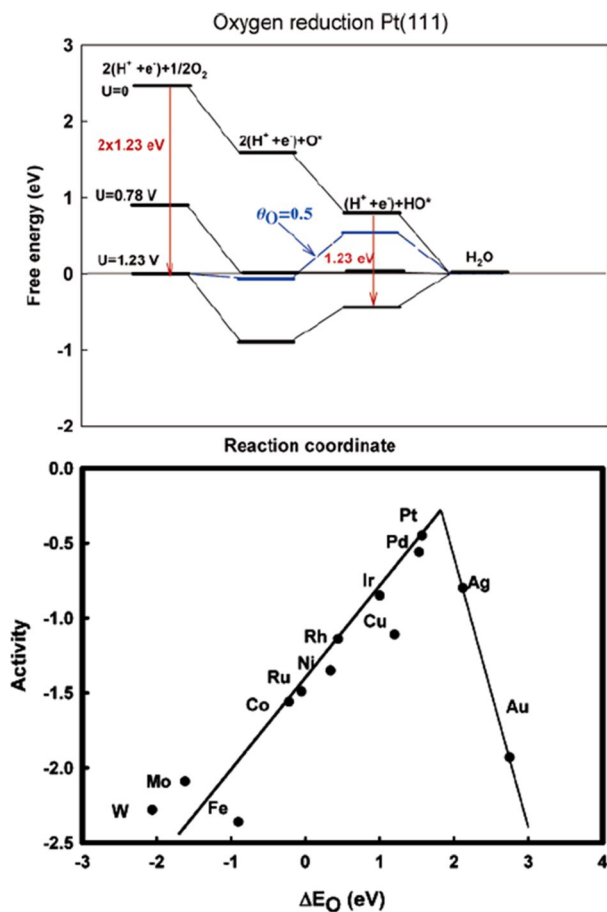 Oxygen reduction Pt(111)
3
2
1
0
-1
-2
Free energy (eV)
2(H⁺ +e⁻)+1/2O₂
U=0
2x1.23 eV
2(H⁺ +e⁻)+O*
U=0.78 V
θ_O=0.5
(H⁺ +e⁻)+HO*
1.23 eV
U=1.23 V
H₂O
Reaction coordinate
0.0
-0.5
-1.0
-1.5
-2.0
-2.5
Activity
Pt
Pd
Ir
Ag
Cu
Rh
Ni
Ru
Co
Au
Mo
W
Fe
-3 -2 -1 0 1 2 3 4
ΔE_O (eV)